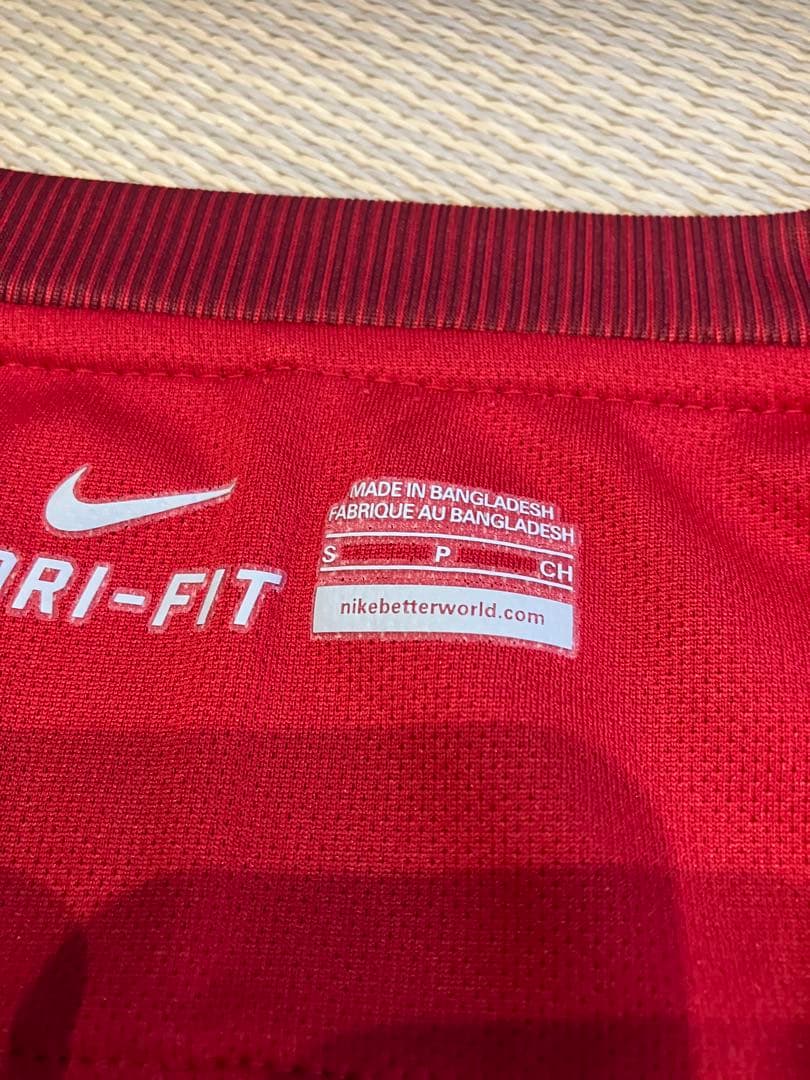 DRI-FIT
MADE IN BANGLADESH
FABRIQUE AU BANGLADESH
S P CH
nikebetterworld.com